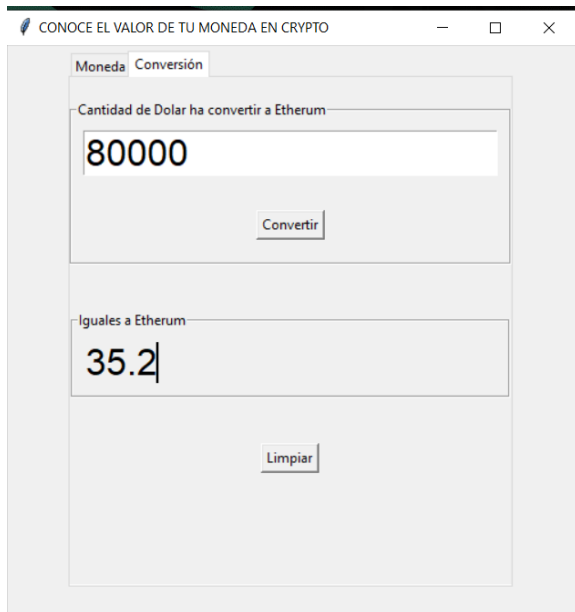 CONOCE EL VALOR DE TU MONEDA EN CRYPTO
Moneda Conversión
Cantidad de Dolar ha convertir a Etherum
80000
Convertir
Iguales a Etherum
35.2
Limpiar